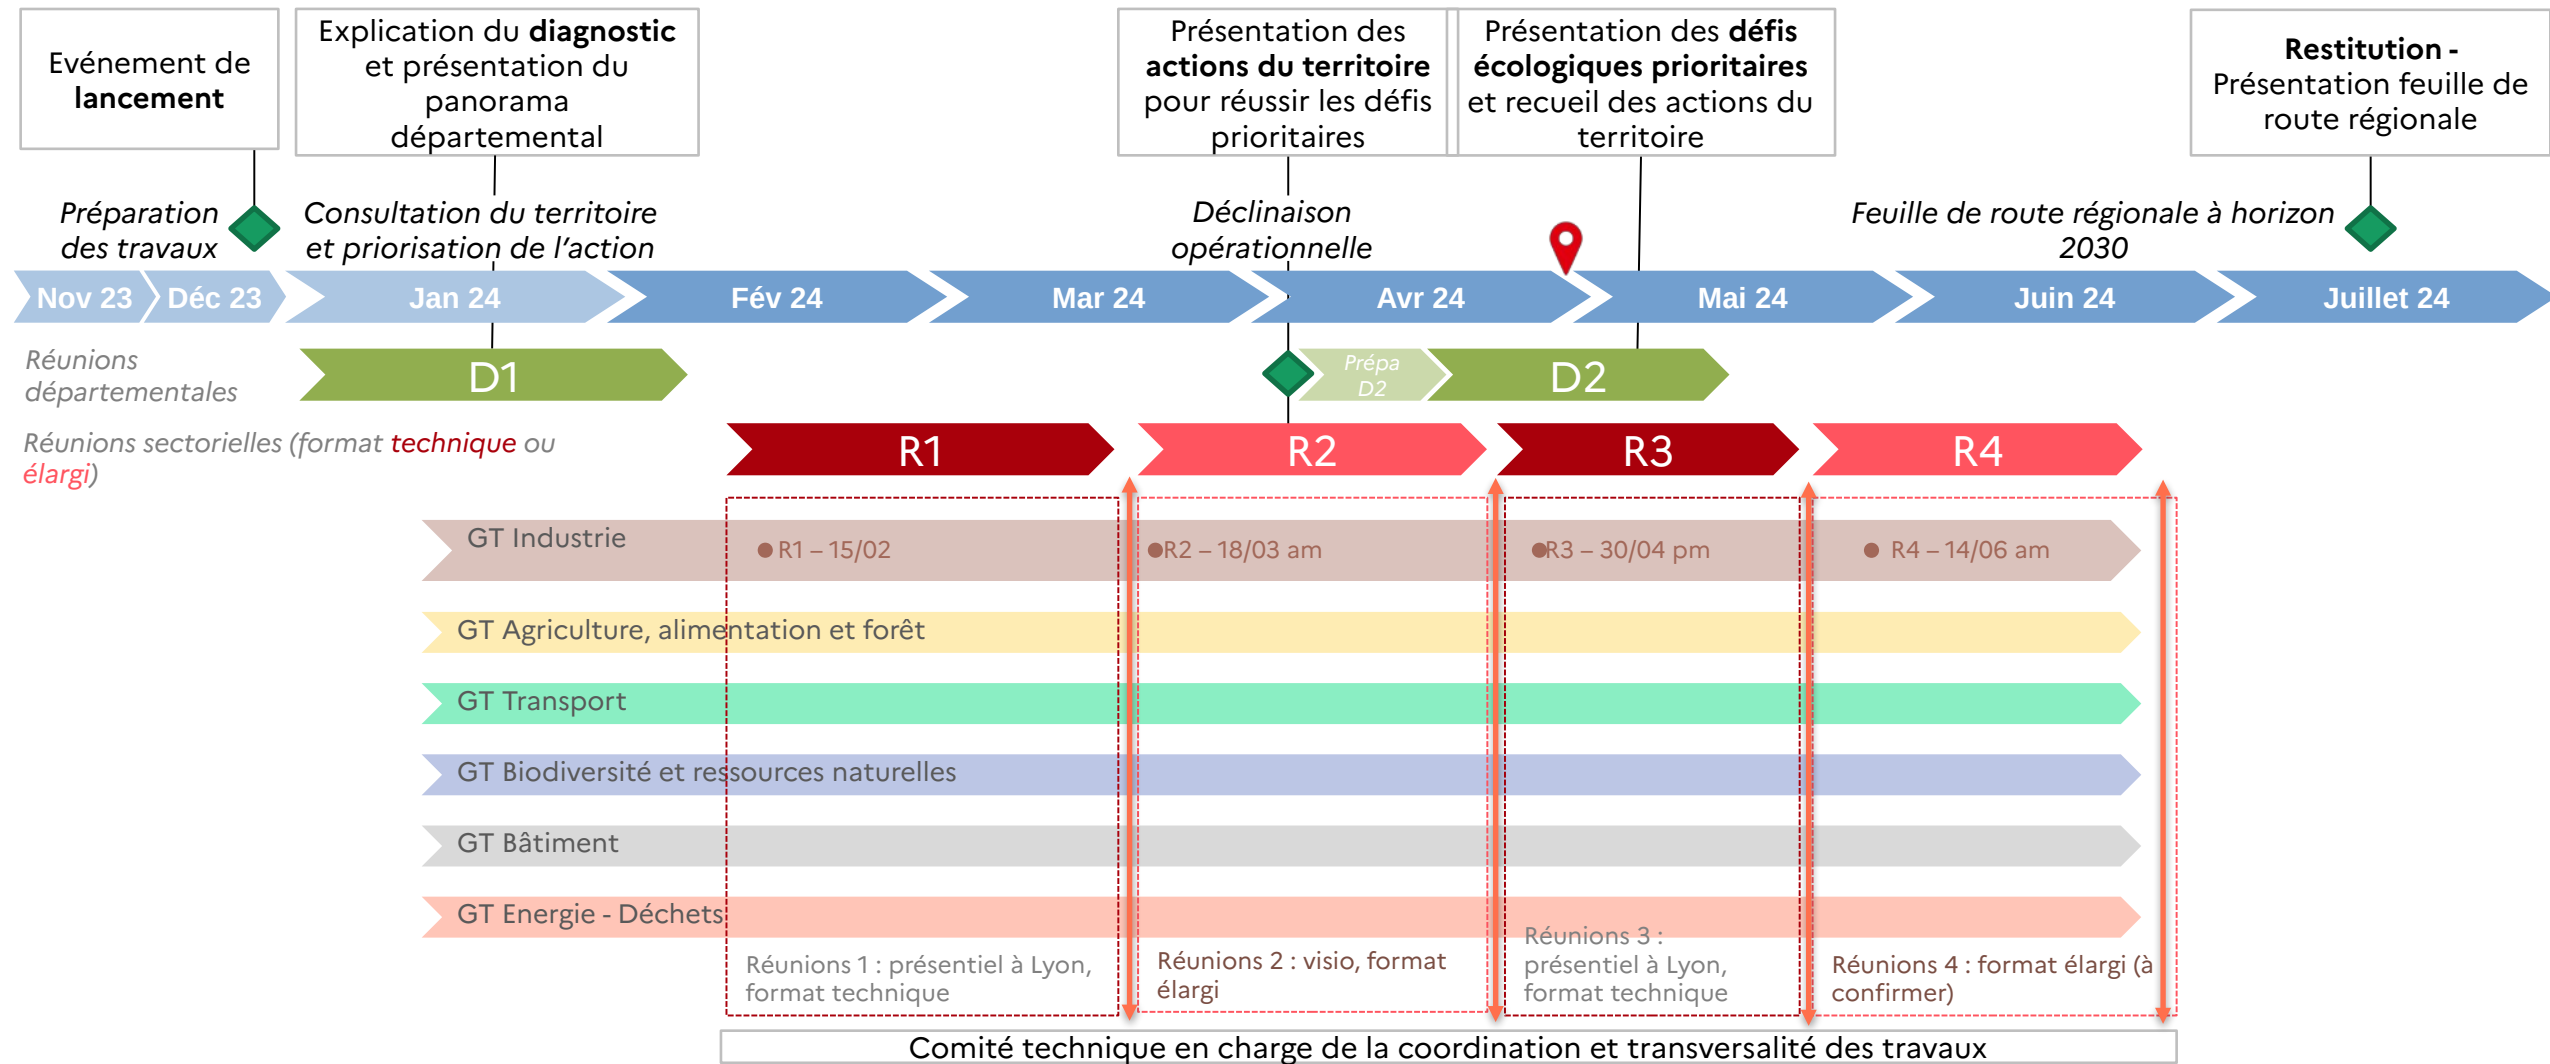 Evénement de
lancement
Explication du diagnostic
et présentation du
panorama
départemental
Présentation des
actions du territoire
pour réussir les défis
prioritaires
Présentation des défis
écologiques prioritaires
et recueil des actions du
territoire
Restitution -
Présentation feuille de
route régionale
Préparation
des travaux
Consultation du territoire
et priorisation de l'action
Déclinaison
opérationnelle
Feuille de route régionale à horizon
2030
Nov 23
Déc 23
Jan 24
Fév 24
Mar 24
Avr 24
Mai 24
Juin 24
Juillet 24
Réunions
départementales
D1
Prépa
D2
D2
Réunions sectorielles (format technique ou
élargi)
R1
R2
R3
R4
GT Industrie
R1 – 15/02
R2 – 18/03 am
R3 – 30/04 pm
R4 – 14/06 am
GT Agriculture, alimentation et forêt
GT Transport
GT Biodiversité et ressources naturelles
GT Bâtiment
GT Energie - Déchets
Réunions 1 : présentiel à Lyon,
format technique
Réunions 2 : visio, format
élargi
Réunions 3 :
présentiel à Lyon,
format technique
Réunions 4 : format élargi (à
confirmer)
Comité technique en charge de la coordination et transversalité des travaux